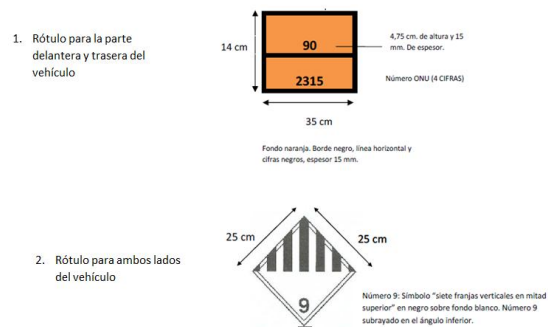 1. Rótulo para la parte
delantera y trasera del
vehículo
14 cm
90
2315
4,75 cm. de altura y 15
mm. De espesor.
Número ONU (4 CIFRAS)
35 cm
Fondo naranja. Borde negro, línea horizontal y
cifras negros, espesor 15 mm.
25 cm
25 cm
2. Rótulo para ambos lados
del vehículo
9
Número 9: Símbolo "siete franjas verticales en mitad
superior" en negro sobre fondo blanco. Número 9
subrayado en el ángulo inferior.